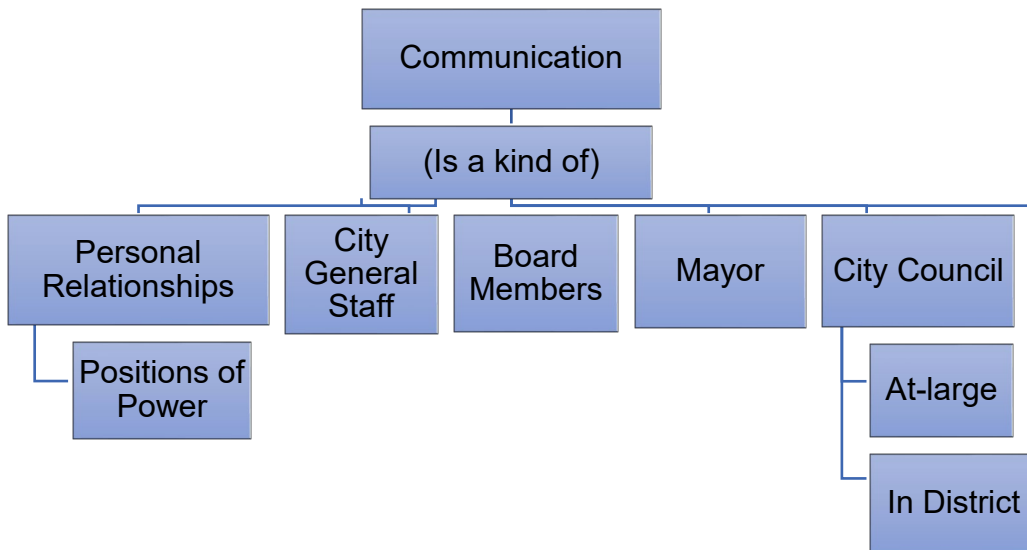 Communication
(Is a kind of)
Personal
Relationships
City
General
Staff
Board
Members
Mayor
City Council
Positions of
Power
At-large
In District